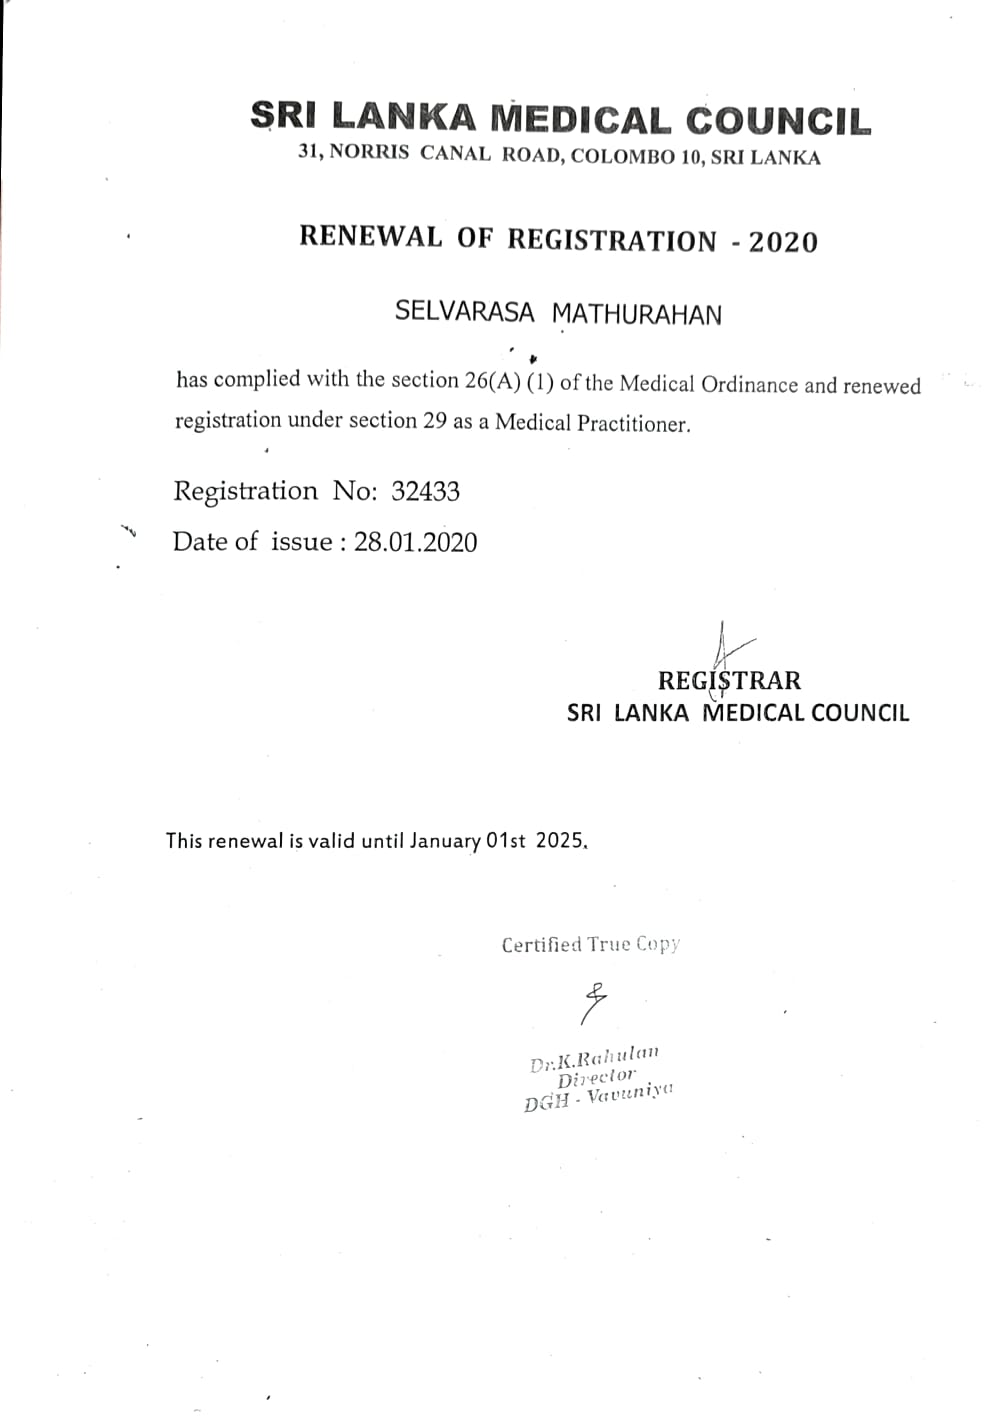 SRI LANKA MEDICAL COUNCIL
31, NORRIS CANAL ROAD, COLOMBO 10, SRI LANKA
RENEWAL OF REGISTRATION - 2020
SELVARASA MATHURAHAN
has complied with the section 26(A) (1) of the Medical Ordinance and renewed
registration under section 29 as a Medical Practitioner.
Registration No: 32433
Date of issue : 28.01.2020
REGISTRAR
SRI LANKA MEDICAL COUNCIL
This renewal is valid until January 01st 2025.
Certified True Copy
Dr.K.Rahulan
Director
DGH - Vavuniya